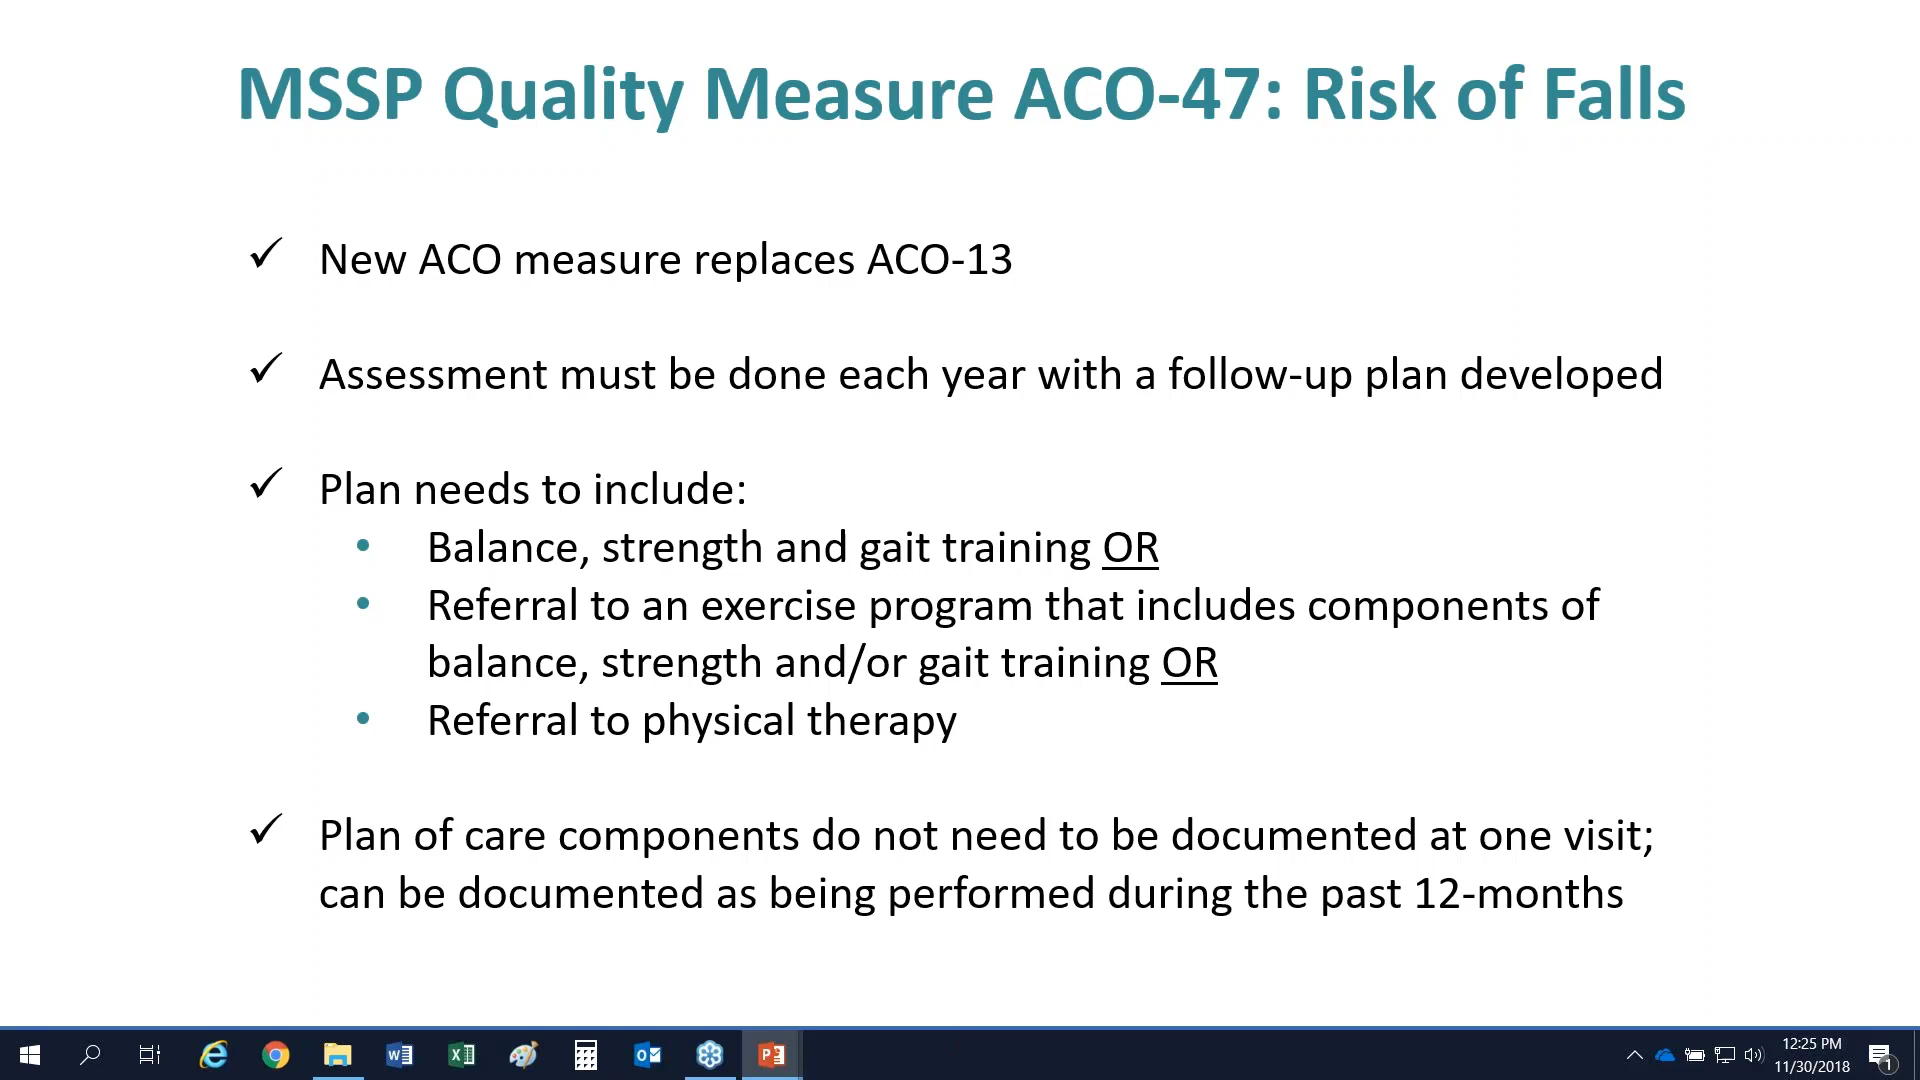 MSSP Quality Measure ACO-47: Risk of Falls
New ACO measure replaces ACO-13
Assessment must be done each year with a follow-up plan developed
Plan needs to include:
Balance, strength and gait training OR
Referral to an exercise program that includes components of
balance, strength and/or gait training OR
Referral to physical therapy
Plan of care components do not need to be documented at one visit;
can be documented as being performed during the past 12-months
12:25 PM
11/30/2018
1